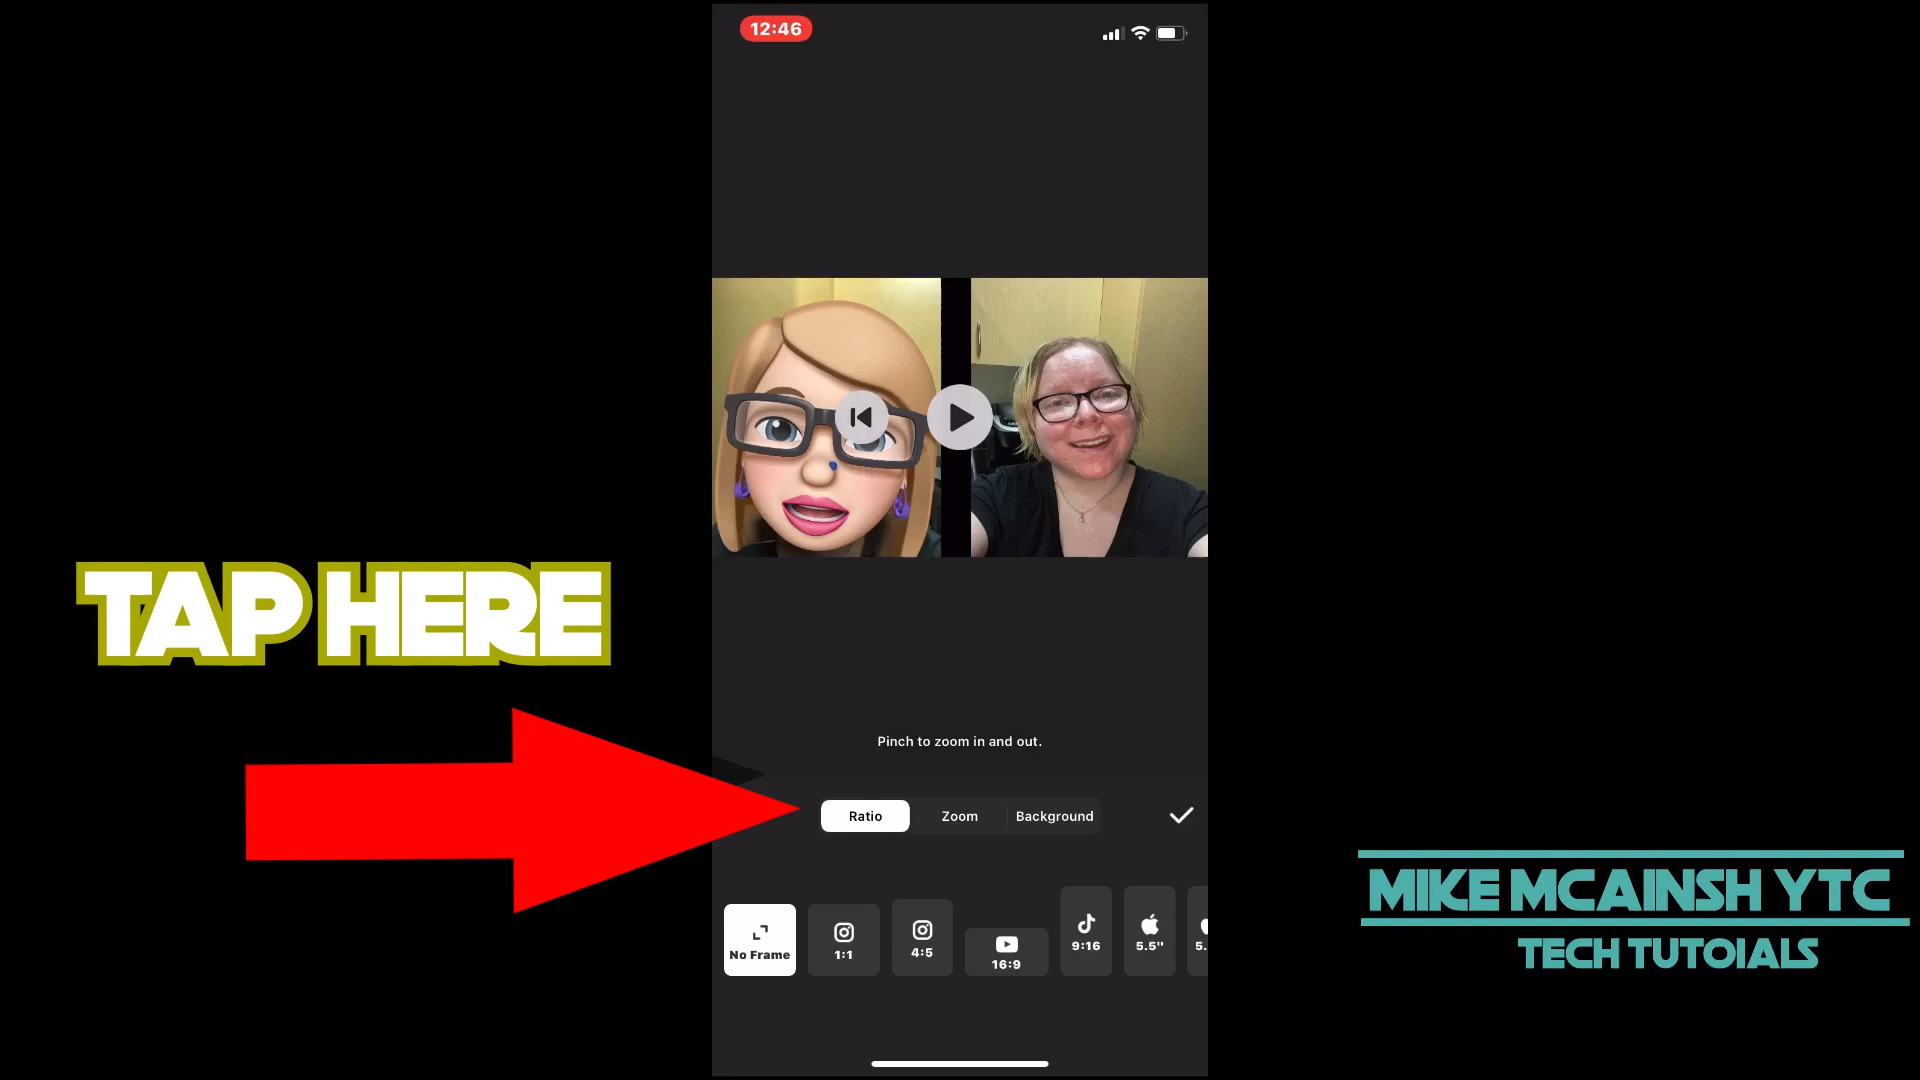 12:46
TAP HERE
Pinch to zoom in and out.
Ratio Zoom Background
No Frame
1:1
4:5
16:9
9:16
5.5"
5.
MIKE MCAINSH YTC
TECH TUTOIALS